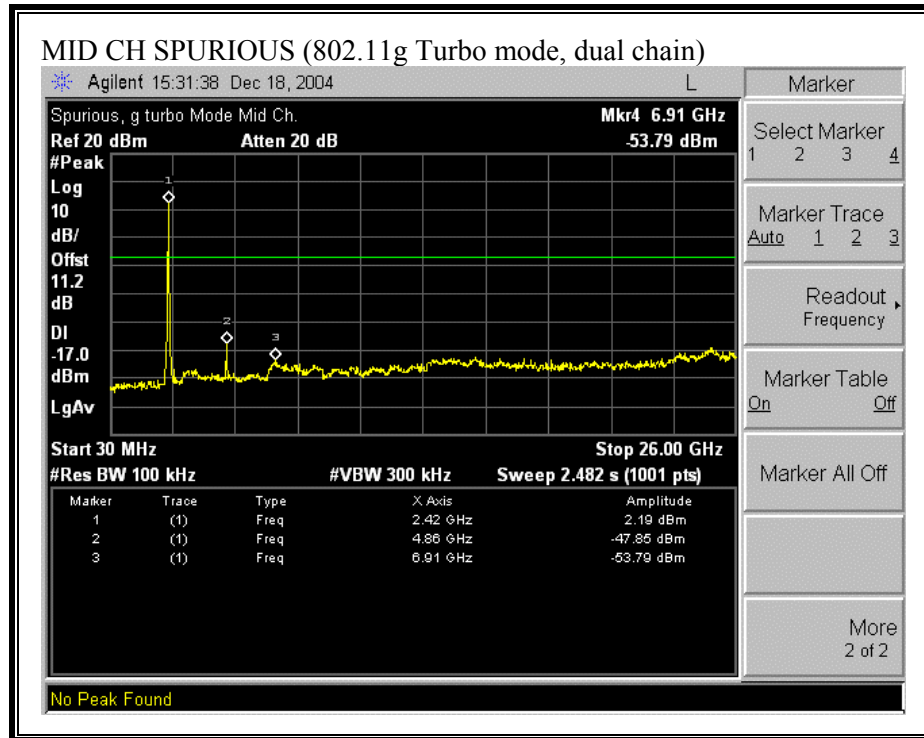 MID CH SPURIOUS (802.11g Turbo mode, dual chain)
Agilent 15:31:38 Dec 18, 2004 L
Spurious, g turbo Mode Mid Ch. Mkr4 6.91 GHz
Ref 20 dBm Atten 20 dB -53.79 dBm
#Peak
Log
10
dB/
Offst
11.2
dB
DI
-17.0
dBm
LgAv
1
2
3
Start 30 MHz Stop 26.00 GHz
#Res BW 100 kHz #VBW 300 kHz Sweep 2.482 s (1001 pts)
Marker Trace Type X Axis Amplitude
1 (1) Freq 2.42 GHz 2.19 dBm
2 (1) Freq 4.86 GHz -47.85 dBm
3 (1) Freq 6.91 GHz -53.79 dBm
No Peak Found
Marker
Select Marker
1 2 3 4
Marker Trace
Auto 1 2 3
Readout
Frequency
Marker Table
On Off
Marker All Off
More
2 of 2